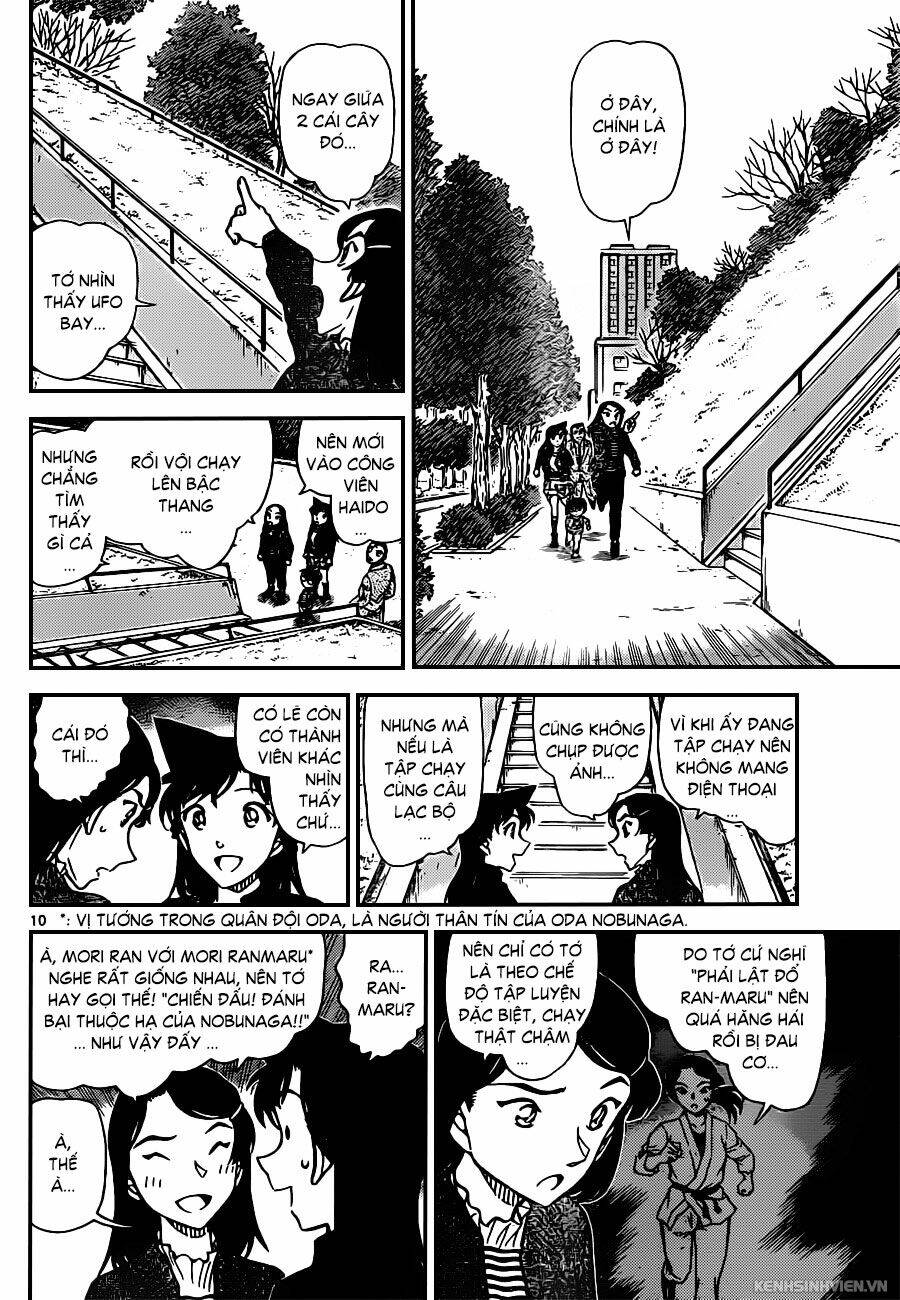 Ở ĐÂY,
CHÍNH LÀ
Ở ĐÂY!
NGAY GIỮA
2 CÁI CÂY
ĐÓ...
TỚ NHÌN
THẤY UFO
BAY...
NÊN MỚI
VÀO CÔNG
VIÊN
HAIDO
...
RỒI VỘI CHẠY
LÊN BẬC
THANG
...
NHƯNG
CHẲNG
TÌM
THẤY
GÌ CẢ
...
VÌ KHI ẤY ĐANG
TẬP CHẠY NÊN
KHÔNG MANG
ĐIỆN THOẠI
...
CŨNG KHÔNG
CHỤP ĐƯỢC
ẢNH...
NHƯNG MÀ
NẾU LÀ
TẬP CHẠY
CÙNG CÂU
LẠC BỘ
...
CÓ LẼ CÒN
CÓ THÀNH
VIÊN KHÁC
NHÌN
THẤY
CHỨ...
CÁI ĐÓ
THÌ...
10 *: VỊ TƯỚNG TRONG QUÂN ĐỘI ODA, LÀ NGƯỜI THÂN TÍN CỦA ODA NOBUNAGA.
DO TỚ CỨ NGHĨ
"PHẢI LẬT ĐỔ
RAN-MARU" NÊN
QUÁ HĂNG HÁI
RỒI BỊ ĐAU
CƠ...
NÊN CHỈ CÓ TỚ
LÀ THEO CHẾ
ĐỘ TẬP LUYỆN
ĐẶC BIỆT, CHẠY
THẬT CHẬM
...
RA...
RAN-
MARU?
À, MORI RAN VỚI MORI RANMARU*
NGHE RẤT GIỐNG NHAU, NÊN TỚ
HAY GỌI THẾ! "CHIẾN ĐẤU! ĐÁNH
BẠI THUỘC HẠ CỦA NOBUNAGA!!"
... NHƯ VẬY ĐẤY ...
À,
THẾ
À...
KENHSINHVIEN.VN